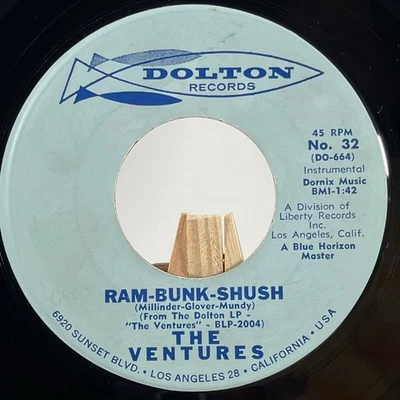 DOLTON
RECORDS
45 RPM
No. 32
(DO-664)
Instrumental
Dornix Music
BMI-1:42
A Division of
Liberty Records
Inc.
Los Angeles, Calif.
A Blue Horizon
Master
RAM-BUNK-SHUSH
(Millinder-Glover-Mundy)
(From The Dolton LP -
"The Ventures" - BLP-2004)
THE
VENTURES
6920 SUNSET BLVD. • LOS ANGELES 28 • CALIFORNIA • USA